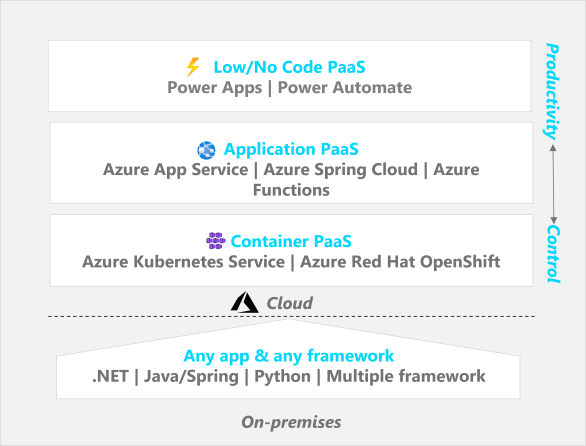 Low/No Code PaaS
Power Apps | Power Automate
Application PaaS
Azure App Service | Azure Spring Cloud | Azure
Functions
Container PaaS
Azure Kubernetes Service | Azure Red Hat OpenShift
Productivity
Control
Cloud
Any app & any framework
.NET | Java/Spring | Python | Multiple framework
On-premises